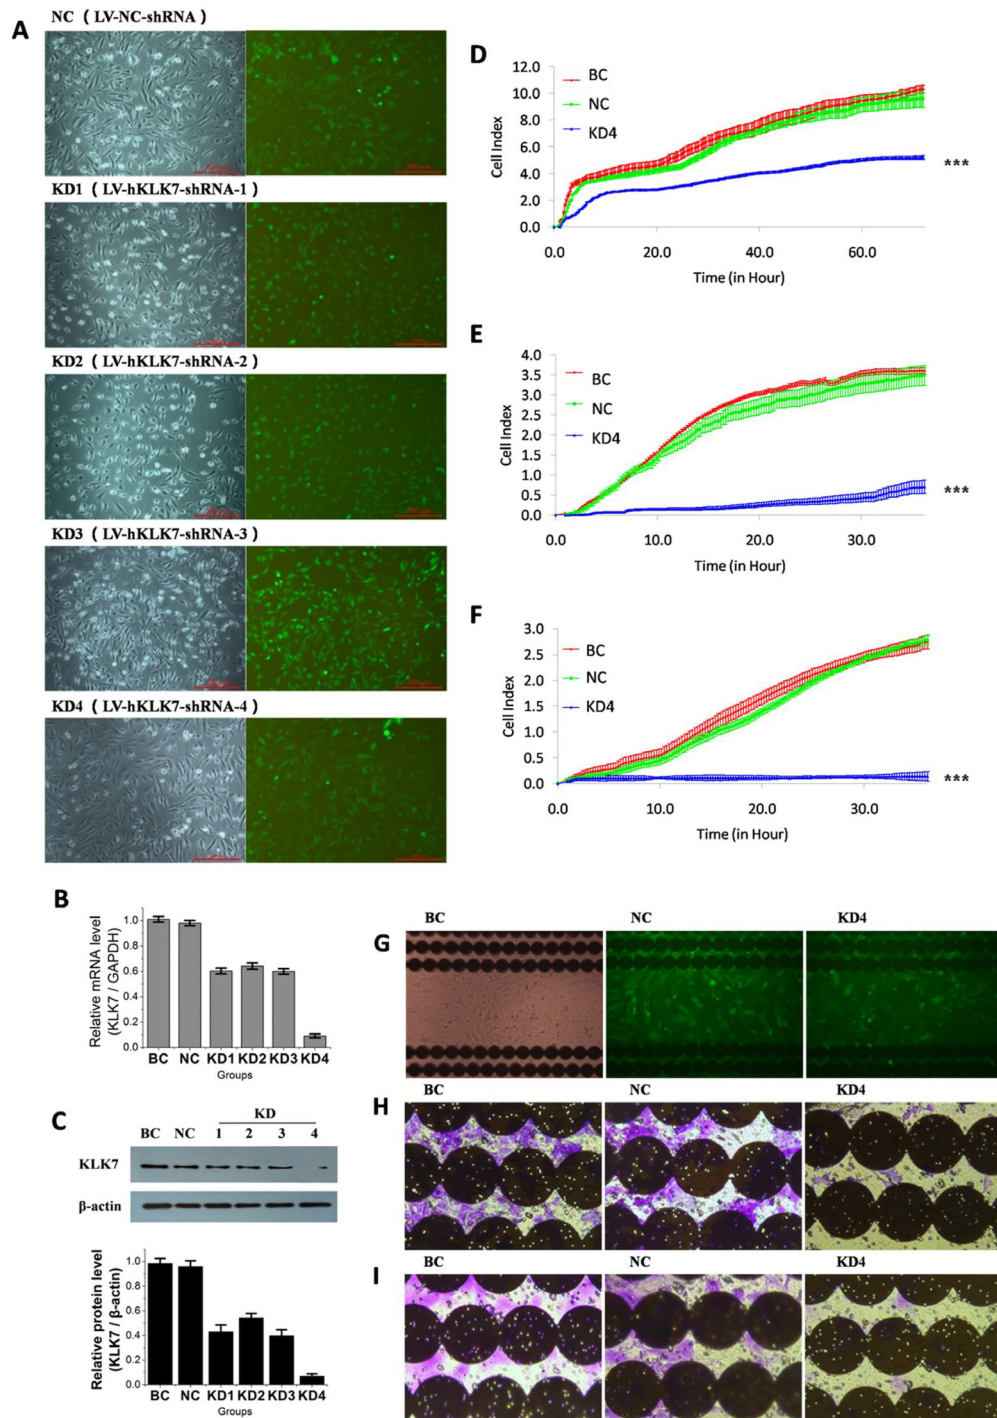 NC ( LV-NC-shRNA )
A
KD1 ( LV-hKLK7-shRNA-1 )
KD2 ( LV-hKLK7-shRNA-2 )
KD3 ( LV-hKLK7-shRNA-3 )
KD4 ( LV-hKLK7-shRNA-4 )
B
Relative mRNA level
(KLK7 / GAPDH)
1.0
0.8
0.6
0.4
0.2
0.0
BC NC KD1 KD2 KD3 KD4
Groups
C
KD
BC NC 1 2 3 4
KLK7
β-actin
Relative protein level
(KLK7 / β-actin)
1.0
0.8
0.6
0.4
0.2
0.0
BC NC KD1 KD2 KD3 KD4
Groups
D
Cell Index
12.0
10.0
8.0
6.0
4.0
2.0
0.0
BC
NC
KD4
***
0.0 20.0 40.0 60.0
Time (in Hour)
E
Cell Index
4.0
3.5
3.0
2.5
2.0
1.5
1.0
0.5
0.0
BC
NC
KD4
***
0.0 10.0 20.0 30.0
Time (in Hour)
F
Cell Index
3.0
2.5
2.0
1.5
1.0
0.5
0.0
BC
NC
KD4
***
0.0 10.0 20.0 30.0
Time (in Hour)
G
BC NC KD4
H
BC NC KD4
I
BC NC KD4